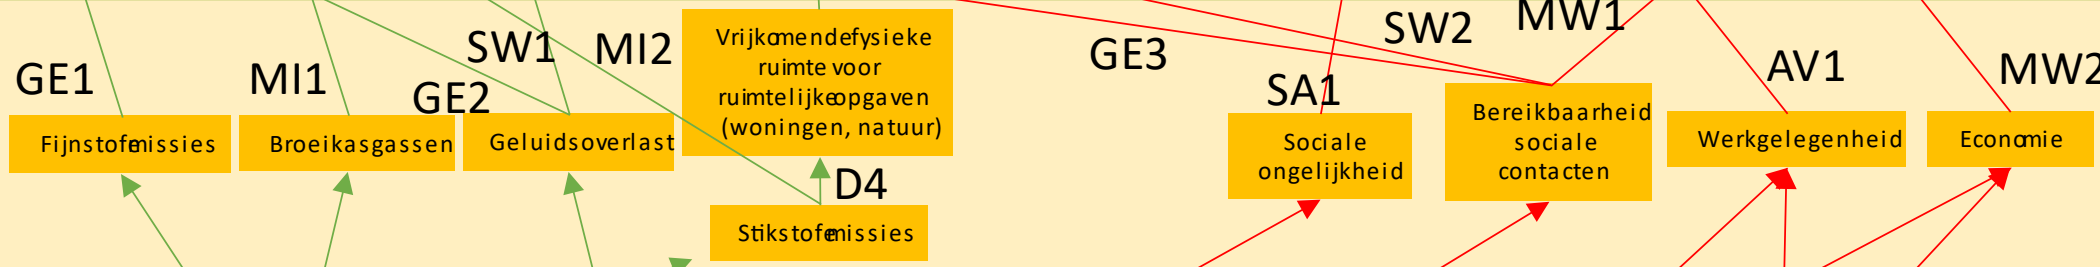 GE1
Fijnstofemissies
MI1
Broeikasgassen
GE2
SW1
Geluidsoverlast
MI2
Vrijkomende fysieke
ruimte voor
ruimtelijke opgaven
(woningen, natuur)
D4
Stikstofemissies
GE3
SA1
Sociale
ongelijkheid
SW2
MW1
Bereikbaarheid
sociale
contacten
AV1
Werkgelegenheid
MW2
Economie